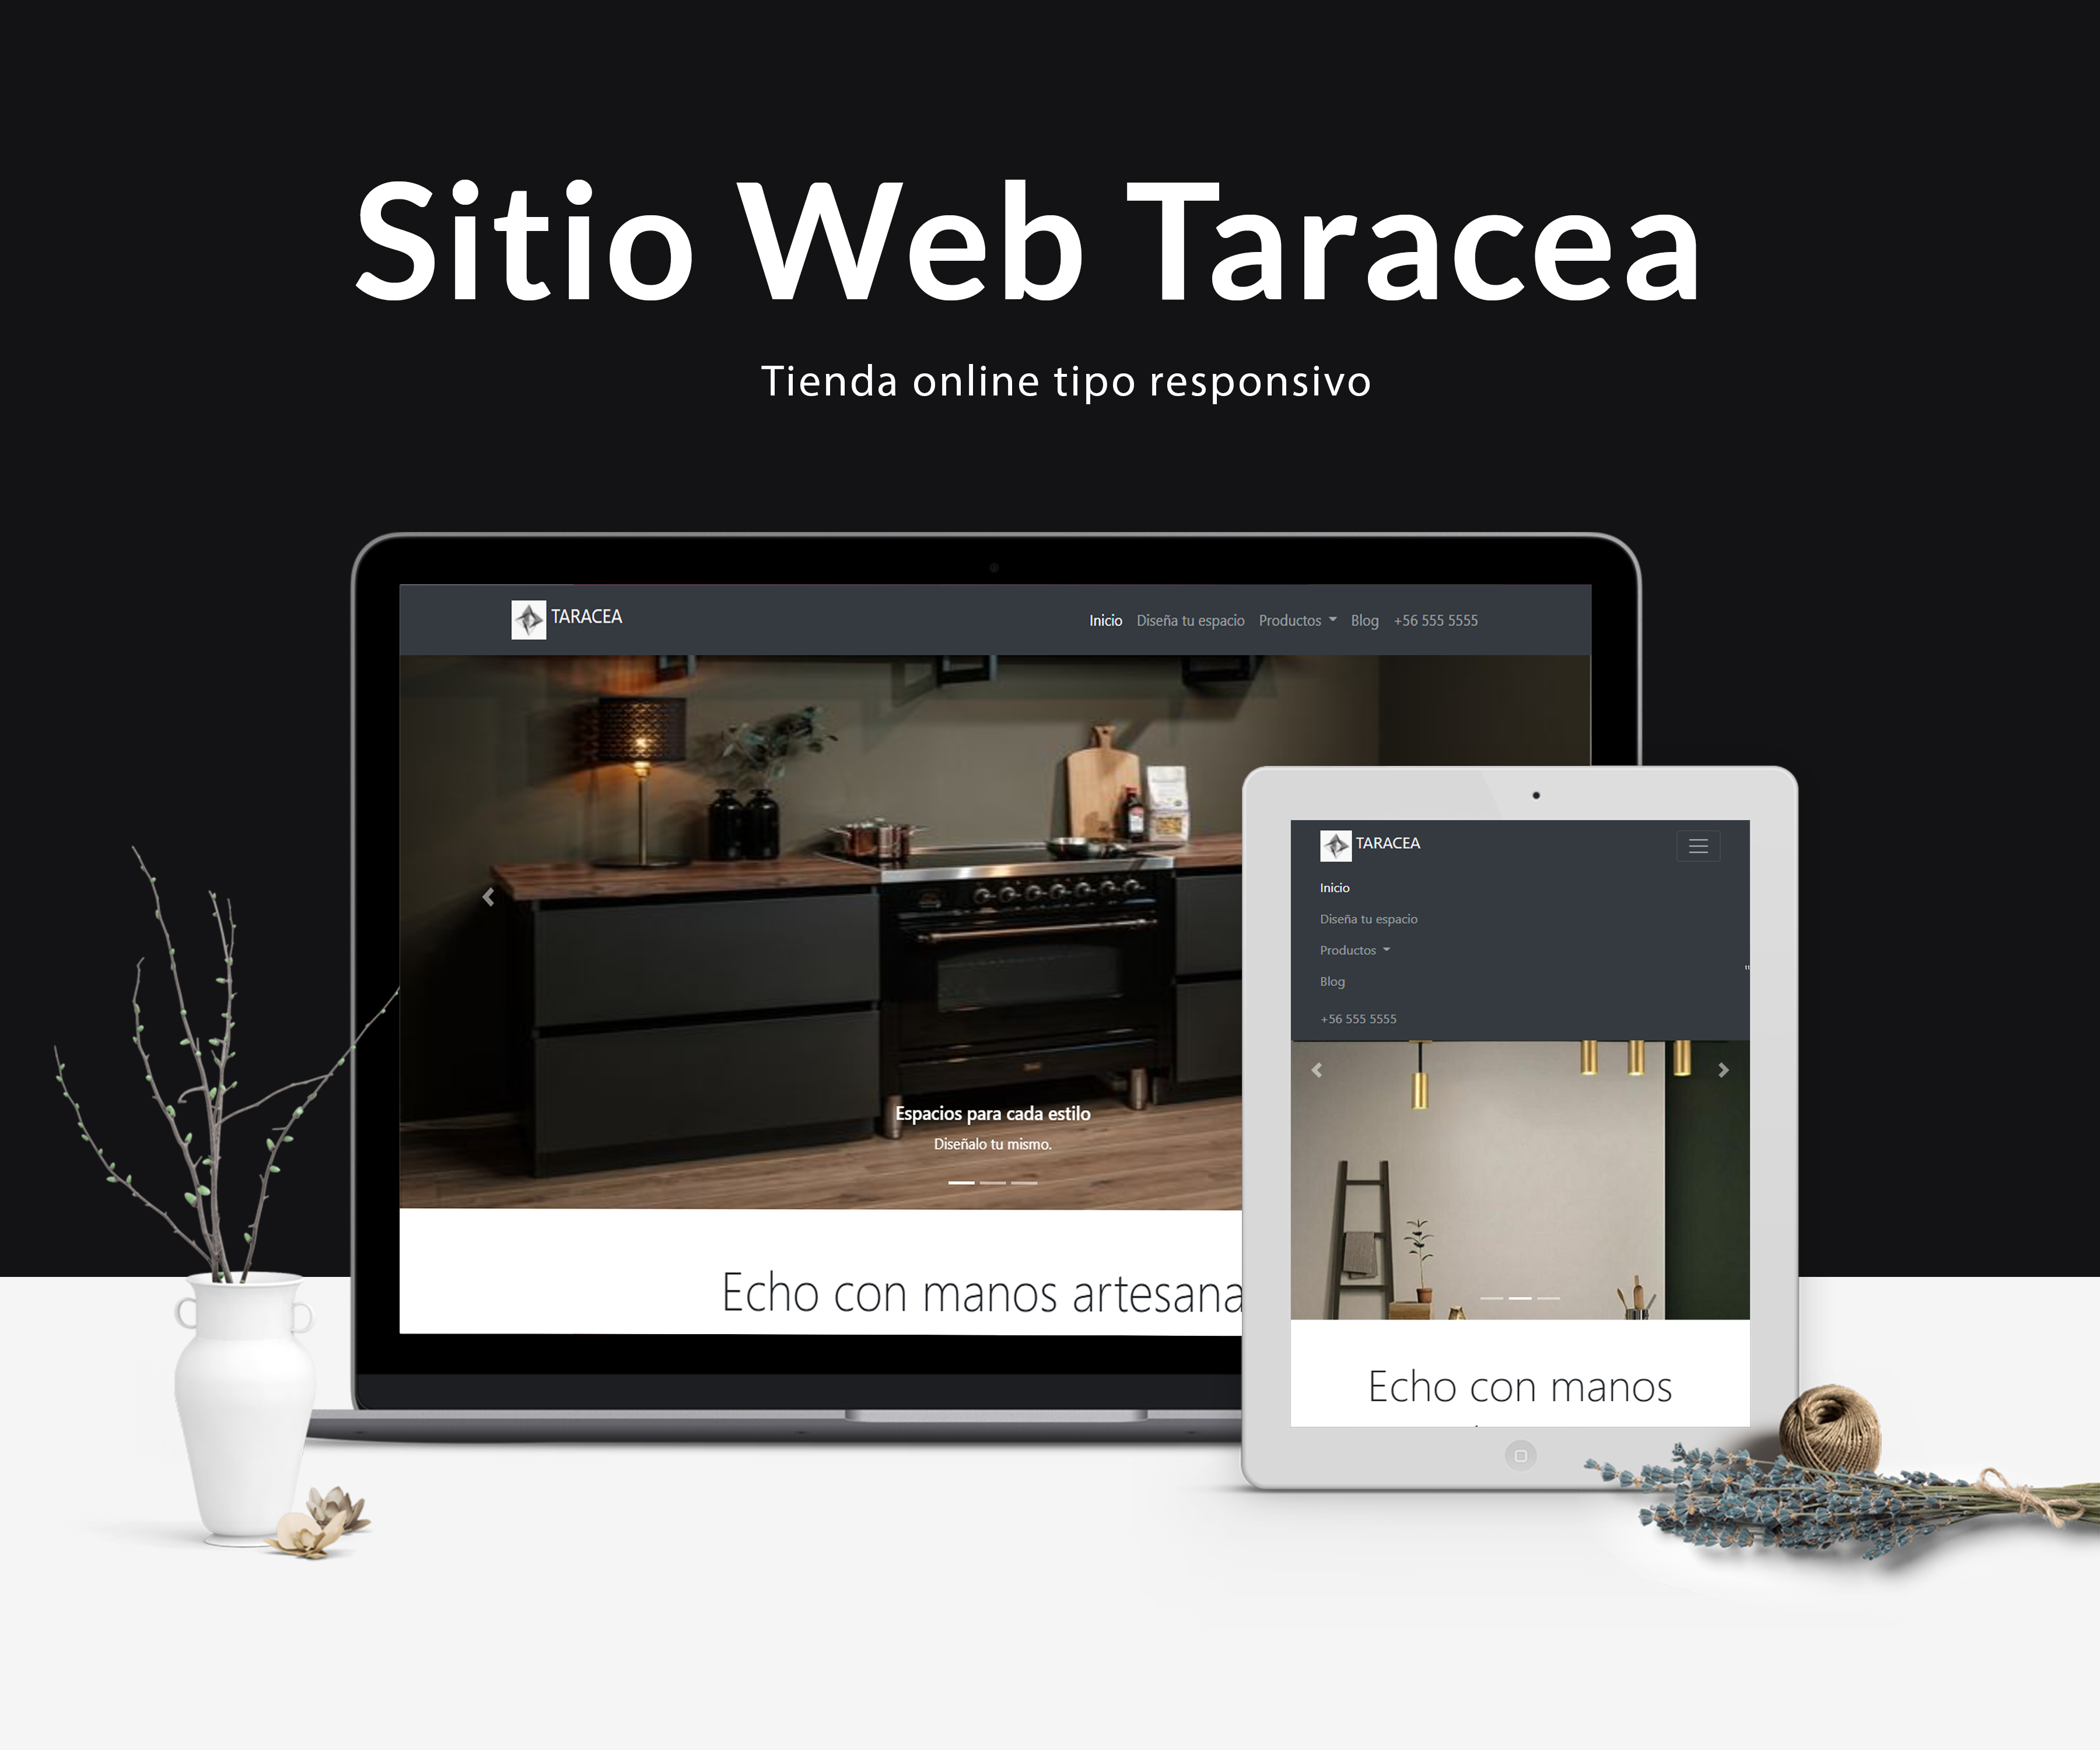 Sitio Web Taracea
Tienda online tipo responsivo
TARACEA
Inicio Diseña tu espacio Productos Blog +56 555 5555
Espacios para cada estilo
Diseñalo tu mismo.
Echo con manos artesana
TARACEA
Inicio
Diseña tu espacio
Productos
Blog
+56 555 5555
Echo con manos